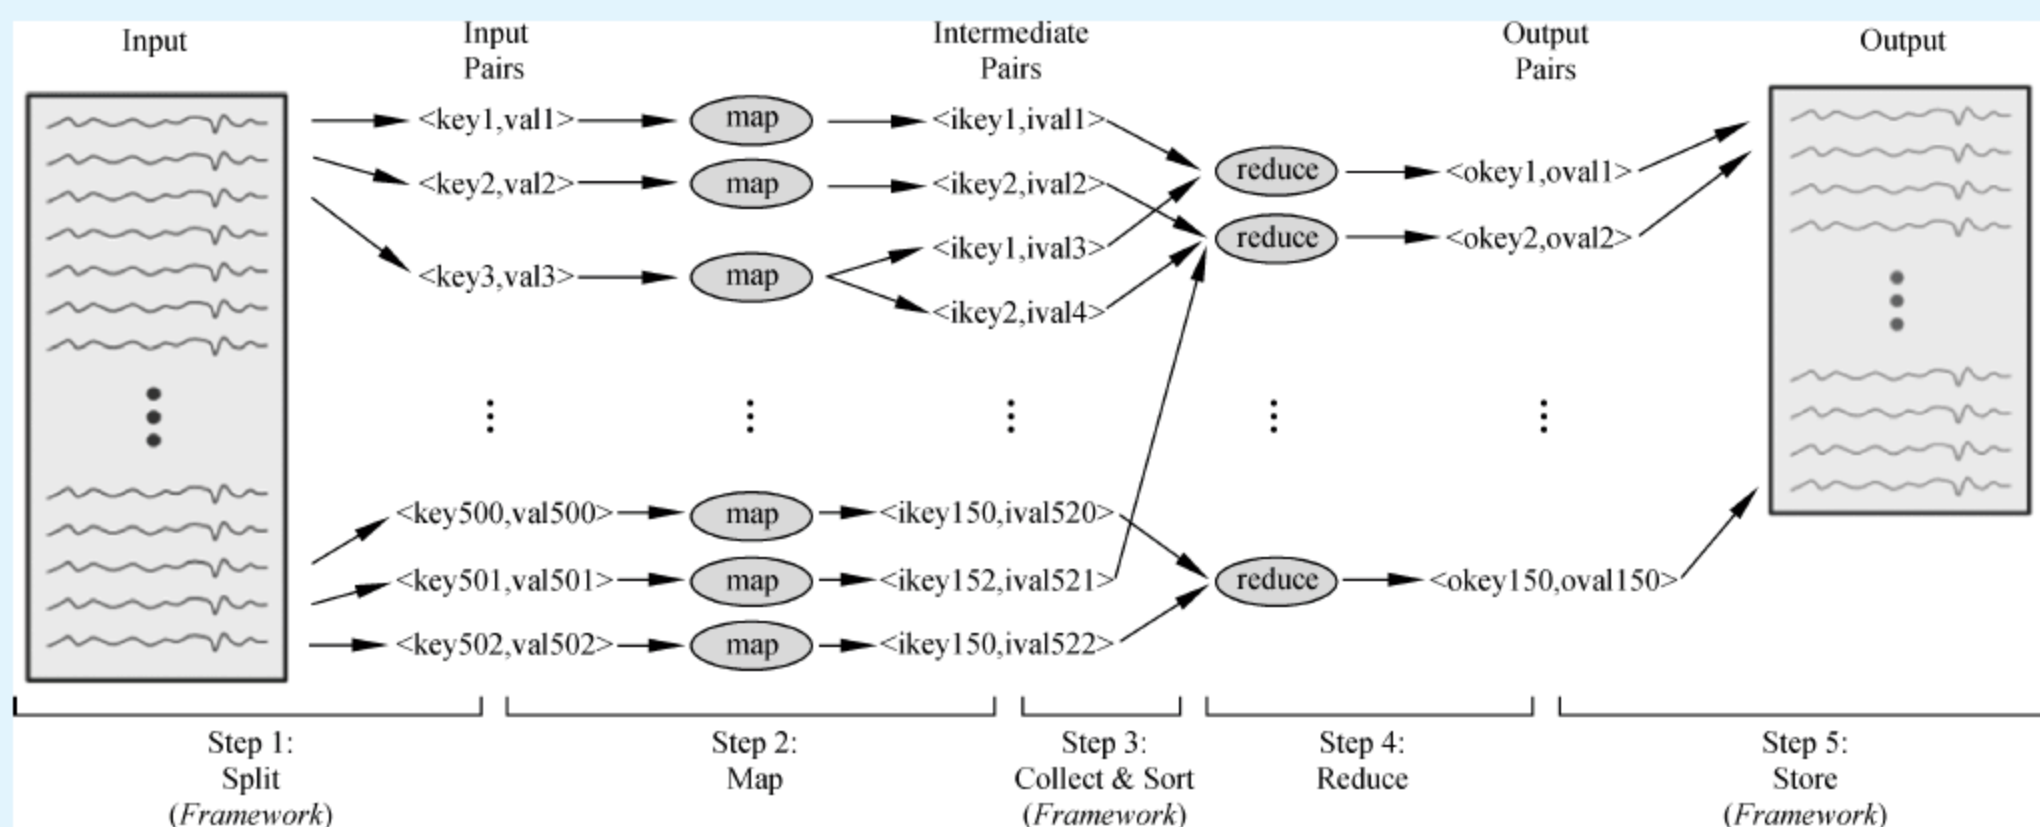 Input
Input
Pairs
Intermediate
Pairs
Output
Pairs
Output
<key1,val1>
map
<ikey1,ival1>
<key2,val2>
map
<ikey2,ival2>
reduce
<okey1,oval1>
<ikey1,ival3>
reduce
<okey2,oval2>
<key3,val3>
map
<ikey2,ival4>
<key500,val500>
map
<ikey150,ival520>
<key501,val501>
map
<ikey152,ival521>
reduce
<okey150,oval150>
<key502,val502>
map
<ikey150,ival522>
Step 1:
Split
(Framework)
Step 2:
Map
Step 3:
Collect & Sort
(Framework)
Step 4:
Reduce
Step 5:
Store
(Framework)